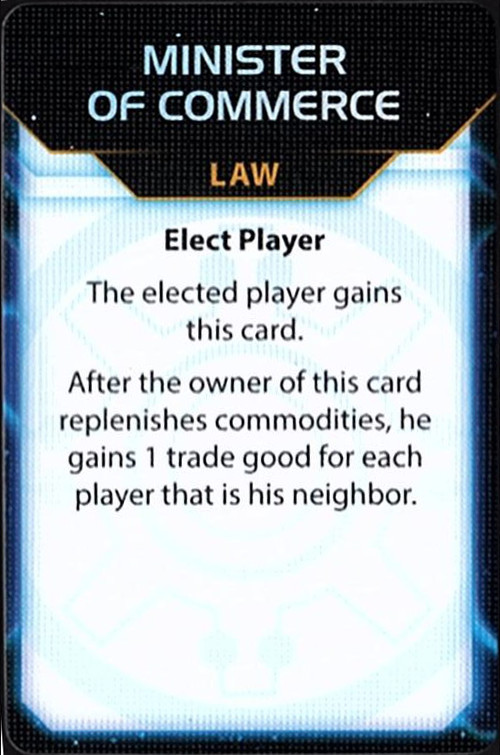 MINISTER
OF COMMERCE
LAW
Elect Player
The elected player gains
this card.
After the owner of this card
replenishes commodities, he
gains 1 trade good for each
player that is his neighbor.